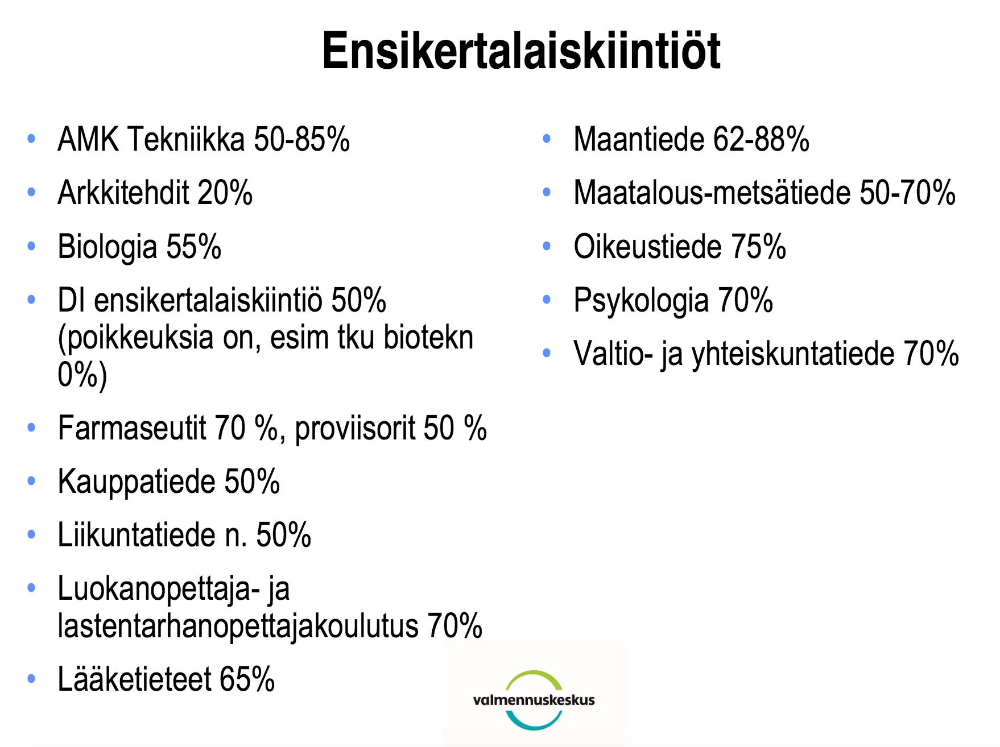 Ensikertalaiskiintiöt
• AMK Tekniikka 50-85%
• Arkkitehdit 20%
• Biologia 55%
• DI ensikertalaiskiintiö 50%
(poikkeuksia on, esim tku biotekn
0%)
• Farmaseutit 70 %, proviisorit 50 %
• Kauppatiede 50%
• Liikuntatiede n. 50%
• Luokanopettaja- ja
lastentarhanopettajakoulutus 70%
• Lääketieteet 65%
• Maantiede 62-88%
• Maatalous-metsätiede 50-70%
• Oikeustiede 75%
• Psykologia 70%
• Valtio- ja yhteiskuntatiede 70%
valmennuskeskus